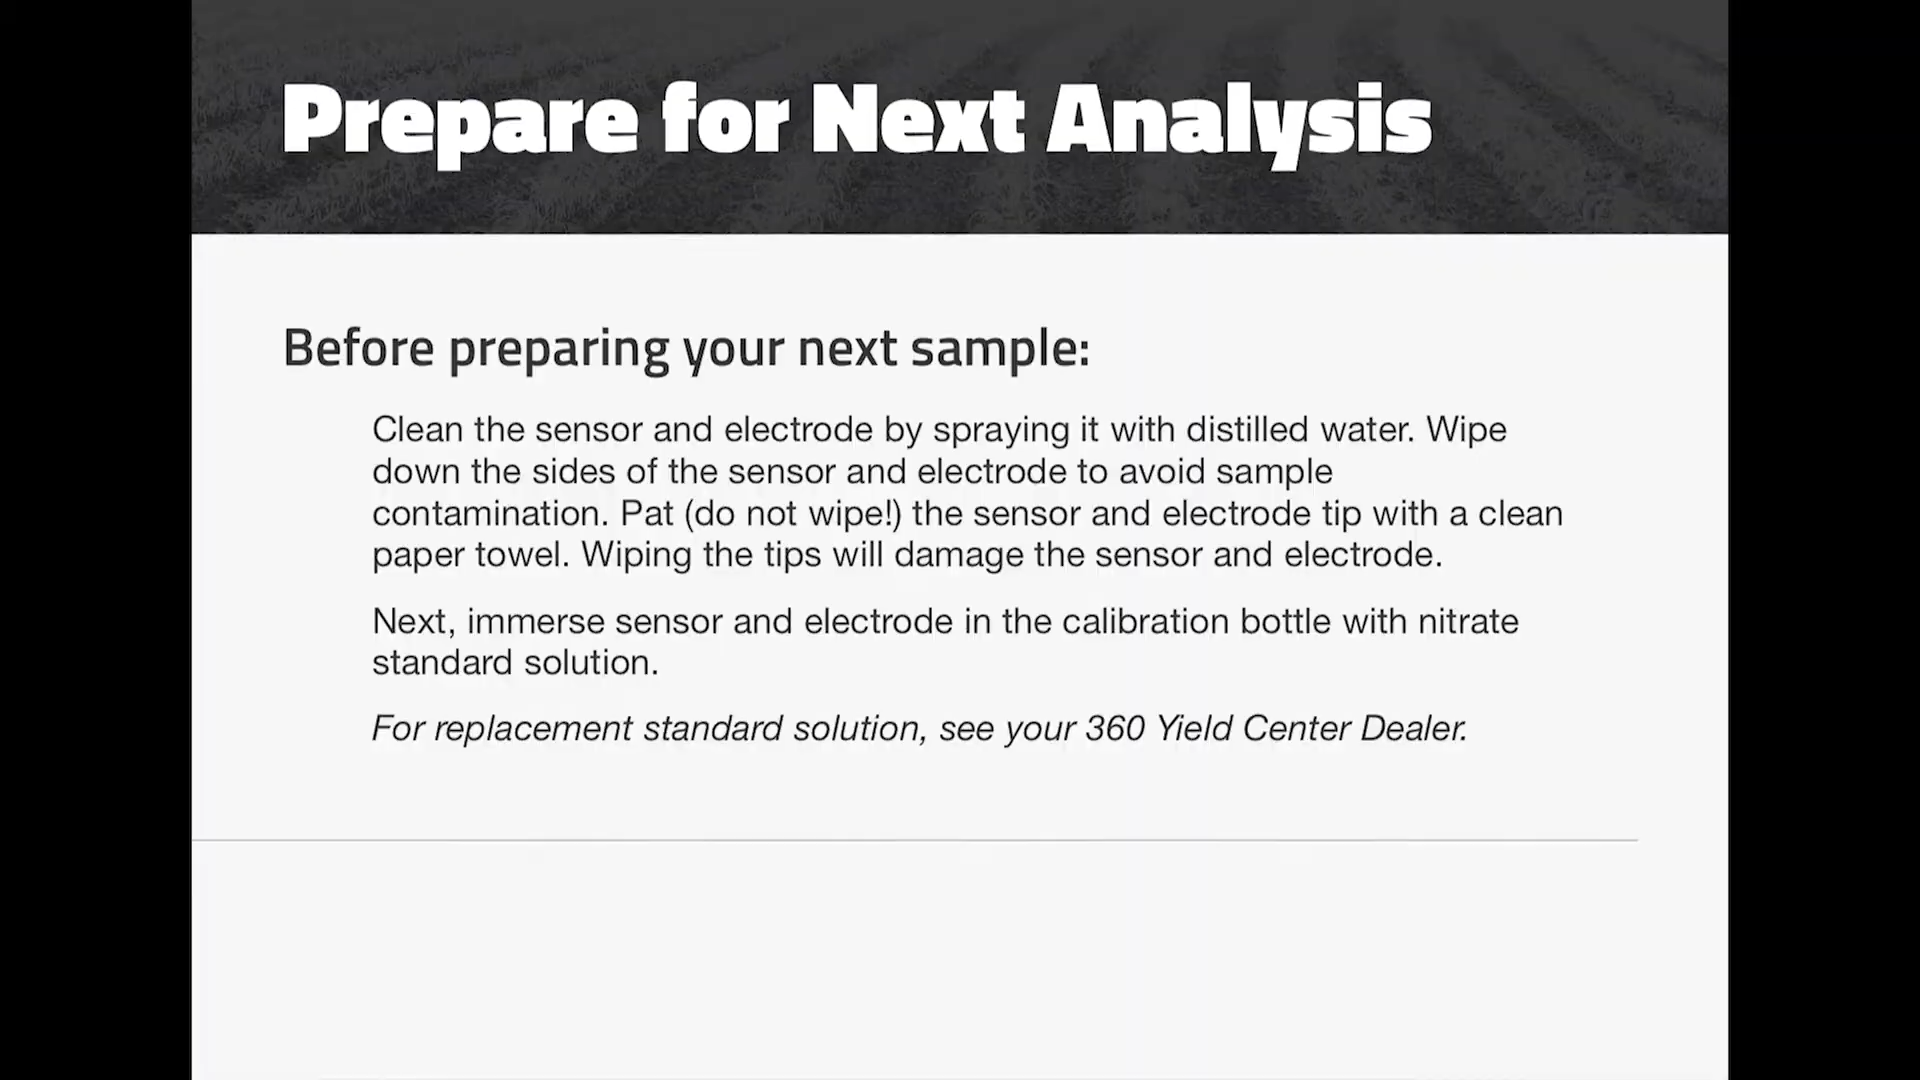 Prepare for Next Analysis
Before preparing your next sample:
Clean the sensor and electrode by spraying it with distilled water. Wipe
down the sides of the sensor and electrode to avoid sample
contamination. Pat (do not wipe!) the sensor and electrode tip with a clean
paper towel. Wiping the tips will damage the sensor and electrode.
Next, immerse sensor and electrode in the calibration bottle with nitrate
standard solution.
For replacement standard solution, see your 360 Yield Center Dealer.